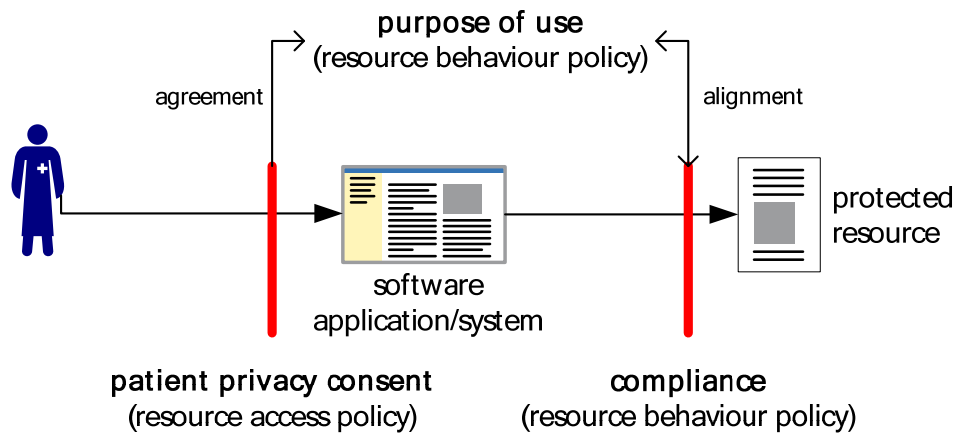 purpose of use
(resource behaviour policy)
agreement
alignment
protected
resource
software
application/system
patient privacy consent
(resource access policy)
compliance
(resource behaviour policy)